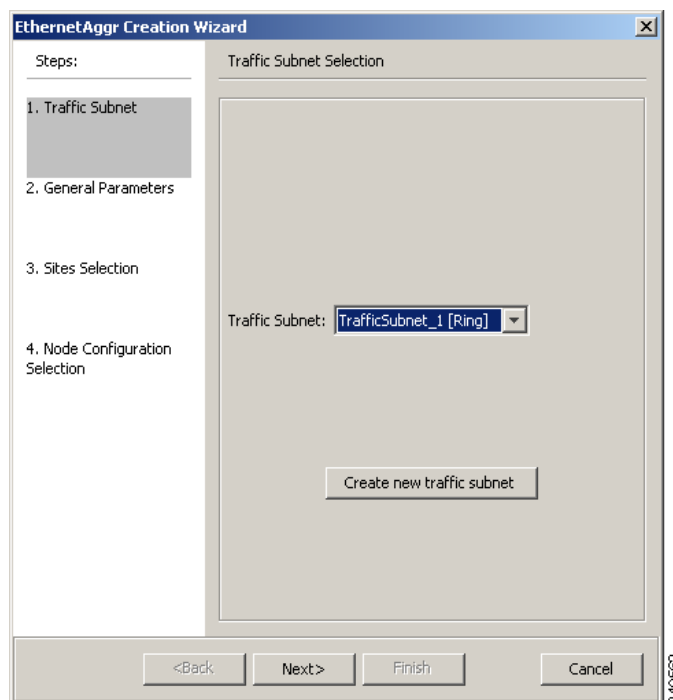 EthernetAggr Creation Wizard
Steps:
Traffic Subnet Selection
1. Traffic Subnet
2. General Parameters
3. Sites Selection
4. Node Configuration
Selection
Traffic Subnet: TrafficSubnet_1 [Ring]
Create new traffic subnet
<Back Next> Finish Cancel